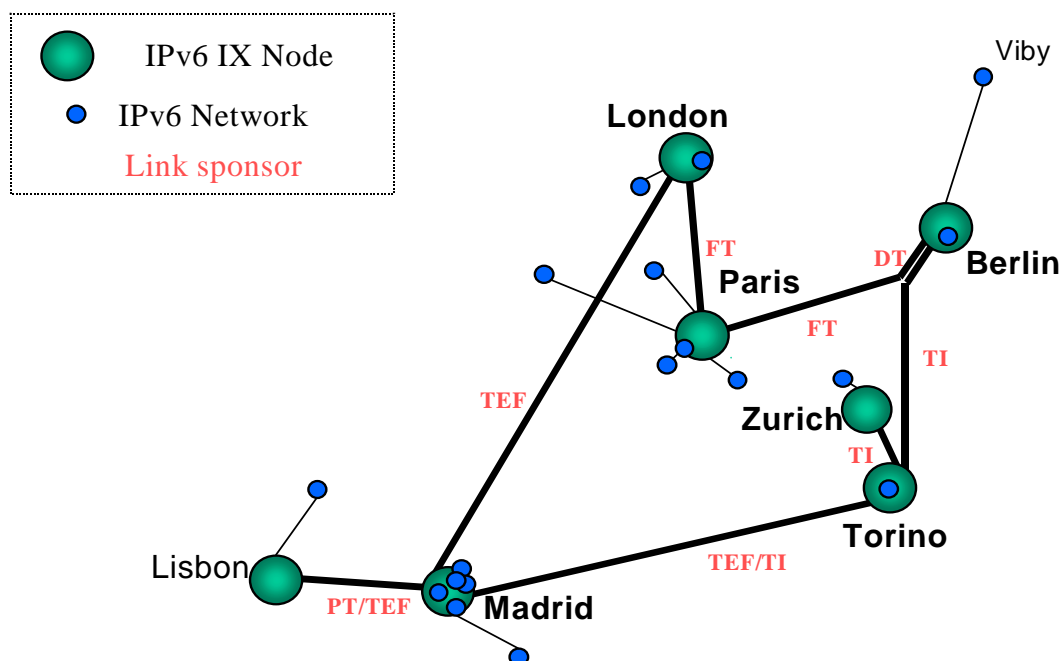 IPv6 IX Node
IPv6 Network
Link sponsor
Viby
London
FT
Paris
DT
Berlin
FT
TI
TEF
Zurich
TI
Torino
Lisbon
TEF/TI
PT/TEF
Madrid